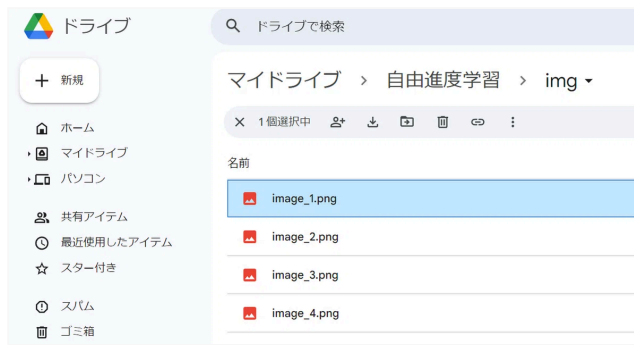 ドライブ
ドライブで検索
新規
マイドライブ > 自由進度学習 > img
ホーム
マイドライブ
パソコン
共有アイテム
最近使用したアイテム
スター付き
スパム
ゴミ箱
1 個選択中
名前
image_1.png
image_2.png
image_3.png
image_4.png